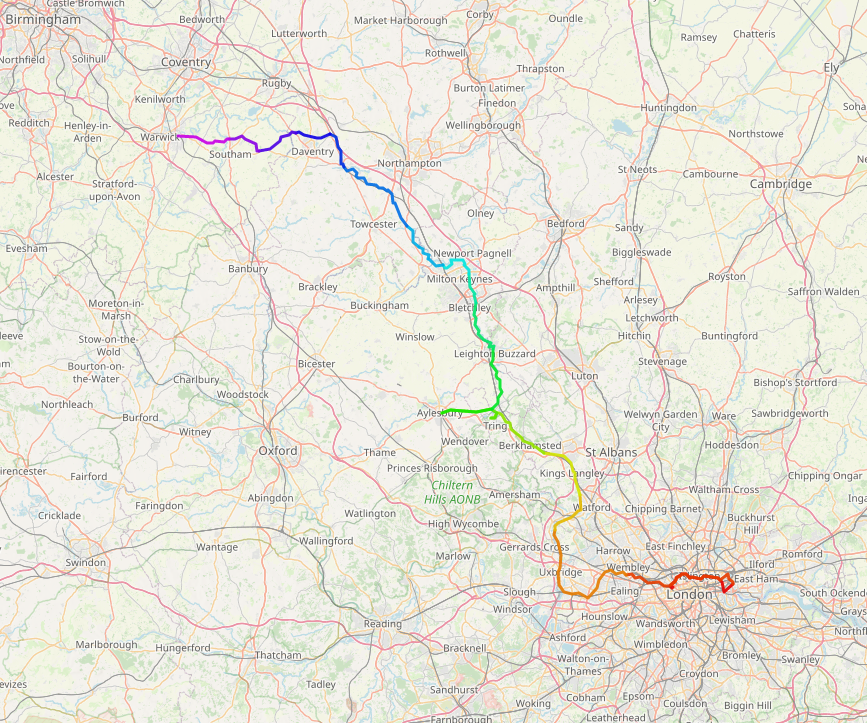 Castle Bromwich
Corby
Birmingham
Bedworth
Market Harborough
Oundle
Lutterworth
Ramsey
Chatteris
Rothwell
Northfield
Solihull
Coventry
Thrapston
Ely
Rugby
Burton Latimer
Finedon
Kenilworth
Huntingdon
Redditch
Henley-in-
Arden
Wellingborough
Northstowe
Warwick
Southam
Daventry
Northampton
St Neots
Cambourne
Alcester
Stratford-
upon-Avon
Cambridge
Olney
Towcester
Bedford
Sandy
Evesham
Newport Pagnell
Biggleswade
Banbury
Milton Keynes
Royston
Brackley
Ampthill
Shefford
Saffron Walden
Moreton-in-
Marsh
Buckingham
Bletchley
Arlesey
Letchworth
Winslow
Hitchin
Buntingford
Stow-on-the-
Wold
Leighton Buzzard
Bourton-on-
the-Water
Bicester
Stevenage
Charlbury
Luton
Bishop's Stortford
Woodstock
Northleach
Burford
Aylesbury
Welwyn Garden
City
Ware
Sawbridgeworth
Witney
Tring
Wendover
Berkhamsted
Hoddesdon
Oxford
Thame
St Albans
Cirencester
Fairford
Princes Risborough
Kings Langley
Chipping Ongar
Chiltern
Hills AONB
Waltham Cross
Abingdon
Amersham
Cricklade
Faringdon
Watlington
Watford
Chipping Barnet
High Wycombe
Buckhurst
Hill
Wantage
Wallingford
Gerrards Cross
Harrow
East Finchley
Romford
Marlow
Swindon
Uxbridge
Wembley
Ilford
Islington
East Ham
Slough
Ealing
London
South Ockendon
Windsor
Hounslow
Wandsworth
Lewisham
Grays
Reading
Marlborough
Hungerford
Ashford
Wimbledon
Thatcham
Bracknell
Walton-on-
Thames
Bromley
Swanley
Croydon
Devizes
Tadley
Sandhurst
Cobham
Epsom
Coulsdon
Woking
Biggin Hill
Farnborough
Leatherhead